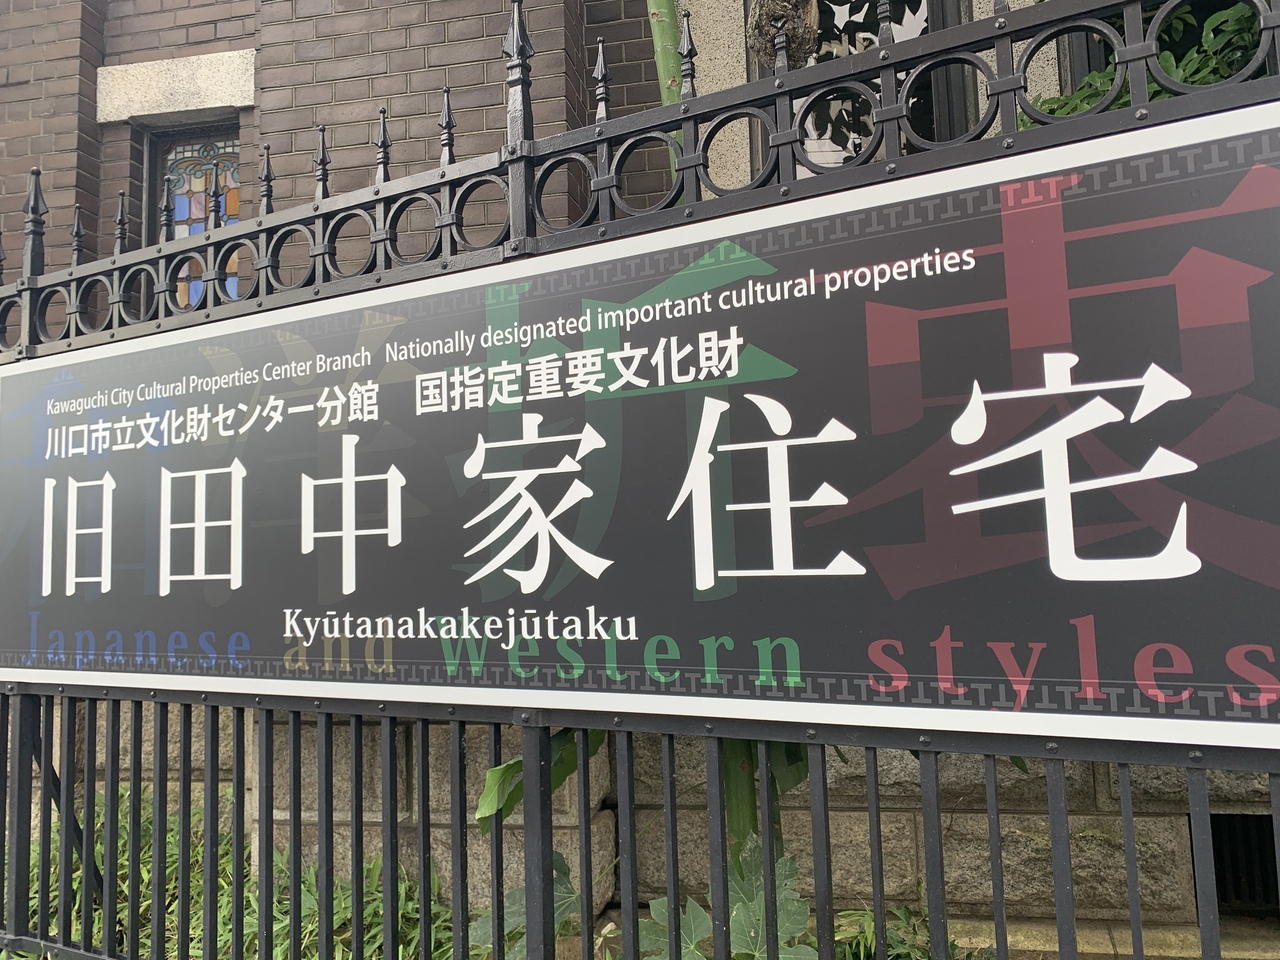 Kawaguchi City Cultural Properties Center Branch Nationally designated important cultural properties
川口市立文化財センター分館 国指定重要文化財
旧田中家住宅
Kyūtanakakejūtaku
Japanese and Western styles